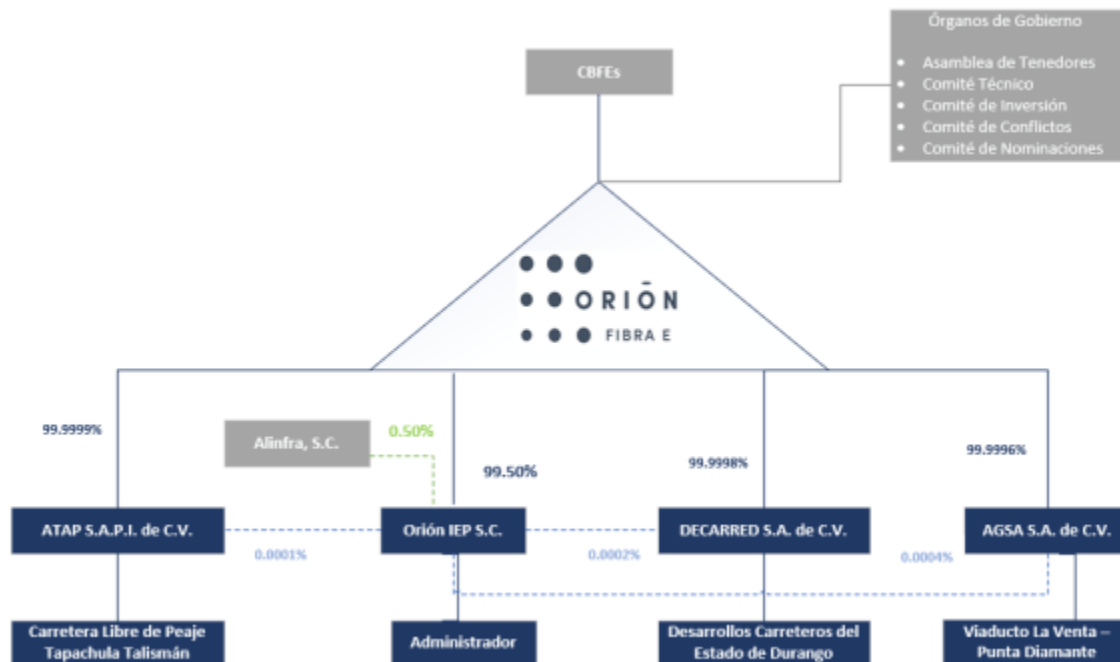 Órganos de Gobierno
• Asamblea de Tenedores
• Comité Técnico
• Comité de Inversión
• Comité de Conflictos
• Comité de Nominaciones
CBFEs
ORIÓN
FIBRA E
99.9999%
Alinfra, S.C.
0.50%
99.50%
99.9998%
99.9996%
ATAP S.A.P.I. de C.V.
Orión IEP S.C.
DECARRED S.A. de C.V.
AGSA S.A. de C.V.
0.0001%
0.0002%
0.0004%
Carretera Libre de Peaje
Tapachula Talismán
Administrador
Desarrollos Carreteros del
Estado de Durango
Viaducto La Venta –
Punta Diamante